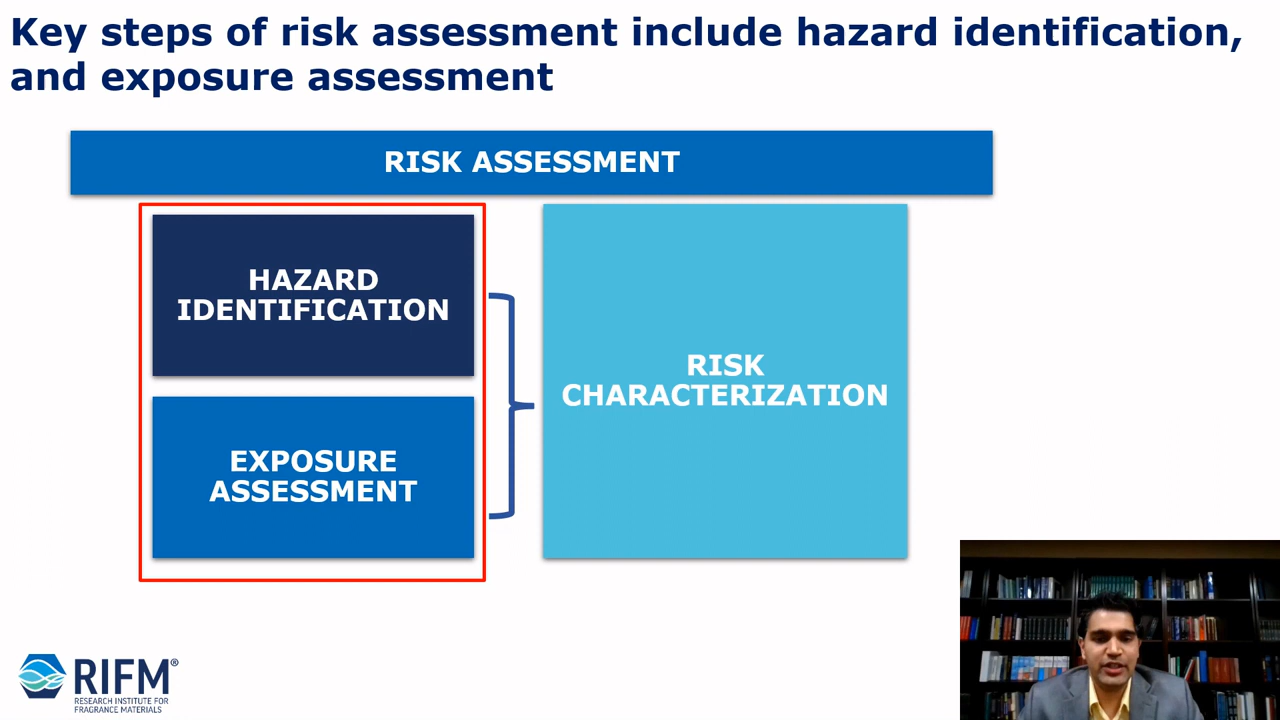 Key steps of risk assessment include hazard identification,
and exposure assessment
RISK ASSESSMENT
HAZARD
IDENTIFICATION
EXPOSURE
ASSESSMENT
RISK
CHARACTERIZATION
RIFM®
RESEARCH INSTITUTE FOR
FRAGRANCE MATERIALS